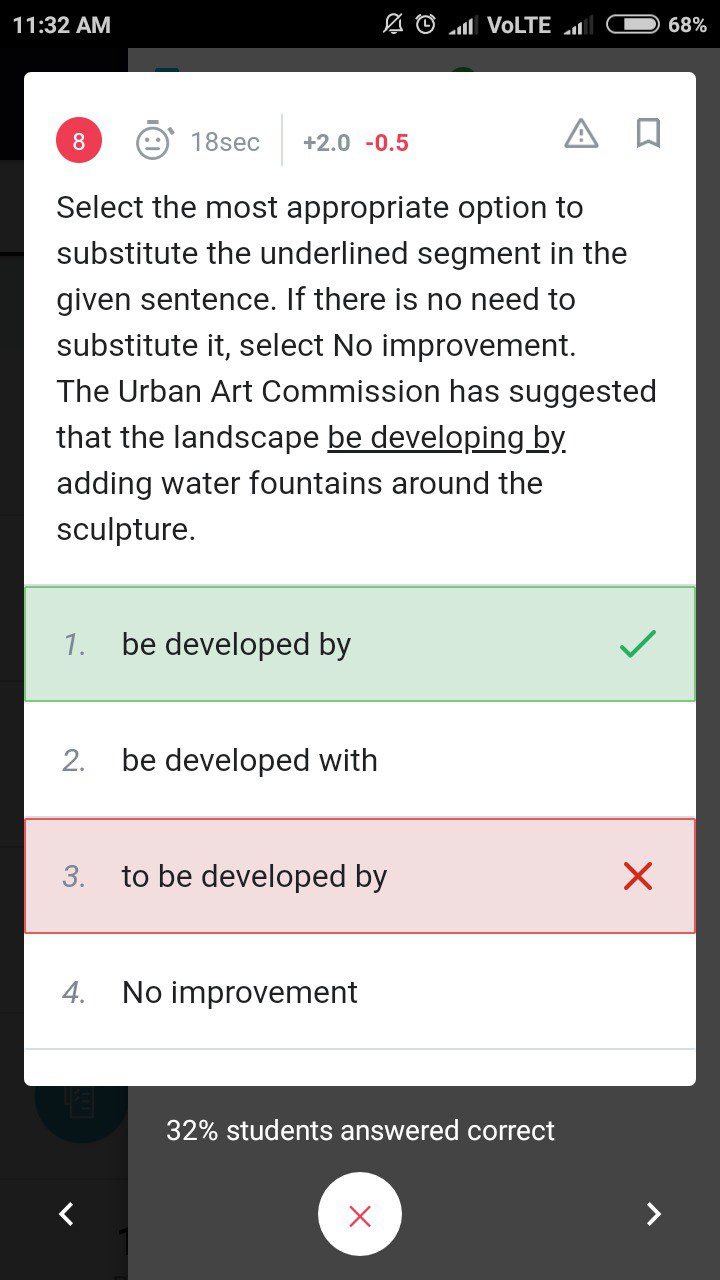 11:32 AM VoLTE 68%
8 18sec +2.0 -0.5
Select the most appropriate option to
substitute the underlined segment in the
given sentence. If there is no need to
substitute it, select No improvement.
The Urban Art Commission has suggested
that the landscape be developing by
adding water fountains around the
sculpture.
1. be developed by
2. be developed with
3. to be developed by
4. No improvement
32% students answered correct